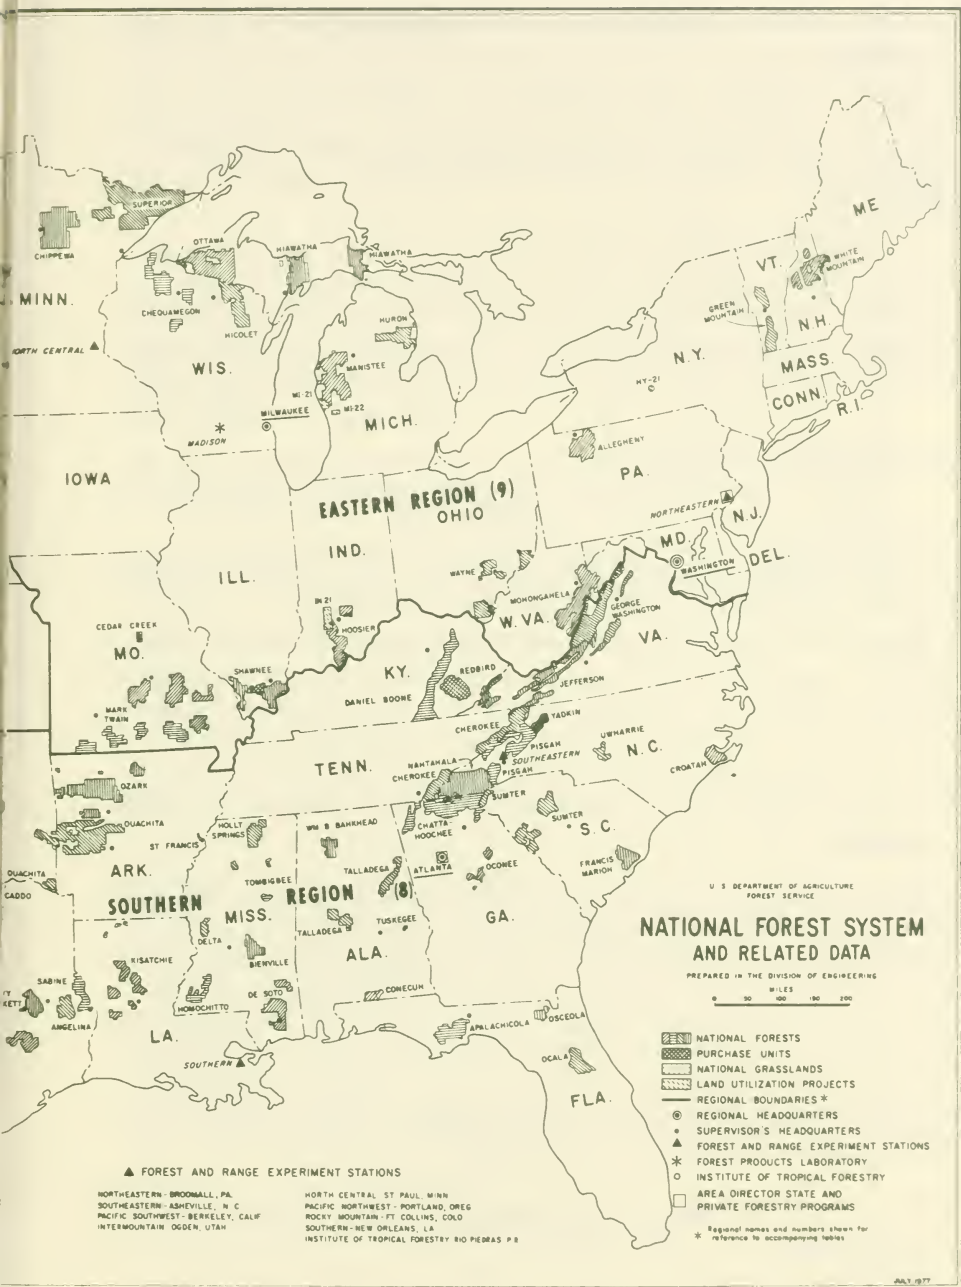 SUPERIOR
CHIPPEWA
MINN.
OTTAWA
HIAWATHA
HIAWATHA
CHEQUAMEGON
NICOLET
NORTH CENTRAL
WIS.
HURON
MANISTEE
MI-21
MI-22
MILWAUKEE
MADISON
MICH.
ME
VT.
WHITE
MOUNTAIN
GREEN
MOUNTAIN
N.H.
N.Y.
NY-21
MASS.
CONN.
R.I.
ALLEGHENY
PA.
NORTHEASTERN
N.J.
MD.
WASHINGTON
DEL.
IOWA
EASTERN REGION (9)
OHIO
IND.
ILL.
WAYNE
MONONGAHELA
W.VA.
GEORGE
WASHINGTON
VA.
IN 21
HOOSIER
CEDAR CREEK
MO.
MARK
TWAIN
SHAWNEE
KY.
REDBIRD
DANIEL BOONE
JEFFERSON
CHEROKEE
YADKIN
PISGAH
SOUTHEASTERN
UWHARRIE
N.C.
CROATAN
TENN.
NANTAHALA
CHEROKEE
PISGAH
SUMTER
OZARK
OUACHITA
ST FRANCIS
ARK.
OUACHITA
CADDO
HOLLY
SPRINGS
WM B BANKHEAD
CHATTA-
HOOCHEE
SUMTER
S.C.
TOMBIGBEE
TALLADEGA
ATLANTA
OCONEE
FRANCIS
MARION
SOUTHERN REGION (8)
MISS.
GA.
DELTA
TALLADEGA
TUSKEGEE
ALA.
BIENVILLE
KISATCHIE
SABINE
ANGELINA
HOMOCHITTO
DE SOTO
CONECUH
LA.
SOUTHERN
APALACHICOLA
OSCEOLA
OCALA
FLA.
U S DEPARTMENT OF AGRICULTURE
FOREST SERVICE
NATIONAL FOREST SYSTEM
AND RELATED DATA
PREPARED IN THE DIVISION OF ENGINEERING
MILES
0 50 100 150 200
NATIONAL FORESTS
PURCHASE UNITS
NATIONAL GRASSLANDS
LAND UTILIZATION PROJECTS
REGIONAL BOUNDARIES *
REGIONAL HEADQUARTERS
SUPERVISOR'S HEADQUARTERS
FOREST AND RANGE EXPERIMENT STATIONS
FOREST PRODUCTS LABORATORY
INSTITUTE OF TROPICAL FORESTRY
AREA DIRECTOR STATE AND
PRIVATE FORESTRY PROGRAMS
* Regional names and numbers shown for
reference to accompanying tables
FOREST AND RANGE EXPERIMENT STATIONS
NORTHEASTERN - BROOMALL, PA.
SOUTHEASTERN - ASHEVILLE, N C
PACIFIC SOUTHWEST - BERKELEY, CALIF
INTERMOUNTAIN OGDEN, UTAH
NORTH CENTRAL ST PAUL, MINN
PACIFIC NORTHWEST - PORTLAND, OREG
ROCKY MOUNTAIN - FT COLLINS, COLO
SOUTHERN - NEW ORLEANS, LA
INSTITUTE OF TROPICAL FORESTRY RIO PIEDRAS P R
JULY 1977